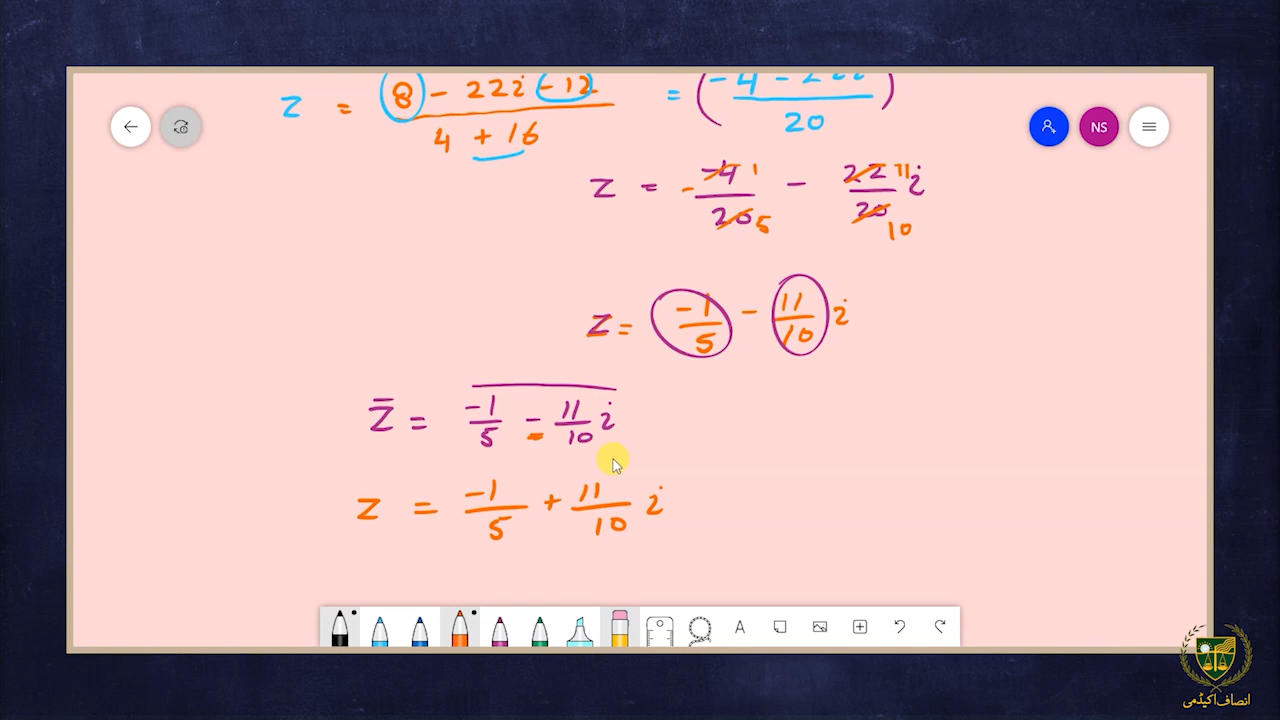 z = (8 - 22i - 12) / (4 + 16) = (-4 - 22i / 20)
NS
z = - 4 1 / 20 5 - 22 11 / 20 10 i
z = -1/5 - 11/10 i
z̄ = -1/5 - 11/10 i
z = -1/5 + 11/10 i
A
انصاف اکیڈمی